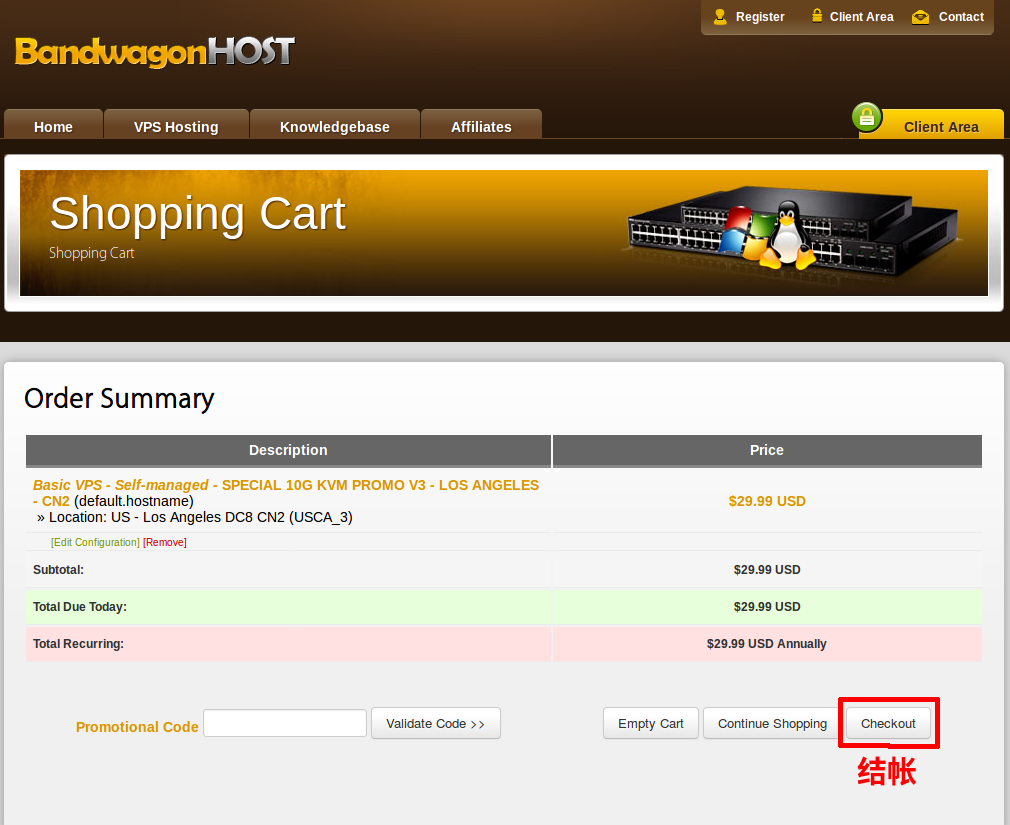 Register Client Area Contact
BandwagonHOST
Home VPS Hosting Knowledgebase Affiliates Client Area
Shopping Cart
Shopping Cart
Order Summary
Description Price
Basic VPS - Self-managed - SPECIAL 10G KVM PROMO V3 - LOS ANGELES
- CN2 (default.hostname) $29.99 USD
» Location: US - Los Angeles DC8 CN2 (USCA_3)
[Edit Configuration] [Remove]
Subtotal: $29.99 USD
Total Due Today: $29.99 USD
Total Recurring: $29.99 USD Annually
Promotional Code Validate Code >> Empty Cart Continue Shopping Checkout
结帐